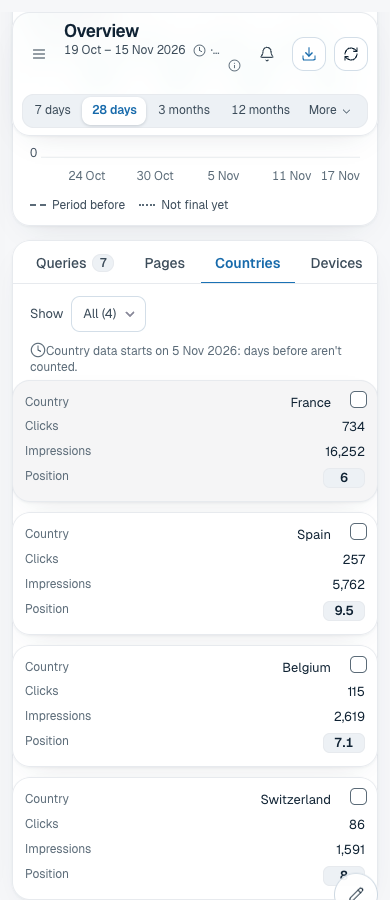 Overview
19 Oct – 15 Nov 2026 ·...
7 days 28 days 3 months 12 months More
0
24 Oct 30 Oct 5 Nov 11 Nov 17 Nov
Period before Not final yet
Queries 7 Pages Countries Devices
Show All (4)
Country data starts on 5 Nov 2026: days before aren't
counted.
Country France
Clicks 734
Impressions 16,252
Position 6
Country Spain
Clicks 257
Impressions 5,762
Position 9.5
Country Belgium
Clicks 115
Impressions 2,619
Position 7.1
Country Switzerland
Clicks 86
Impressions 1,591
Position